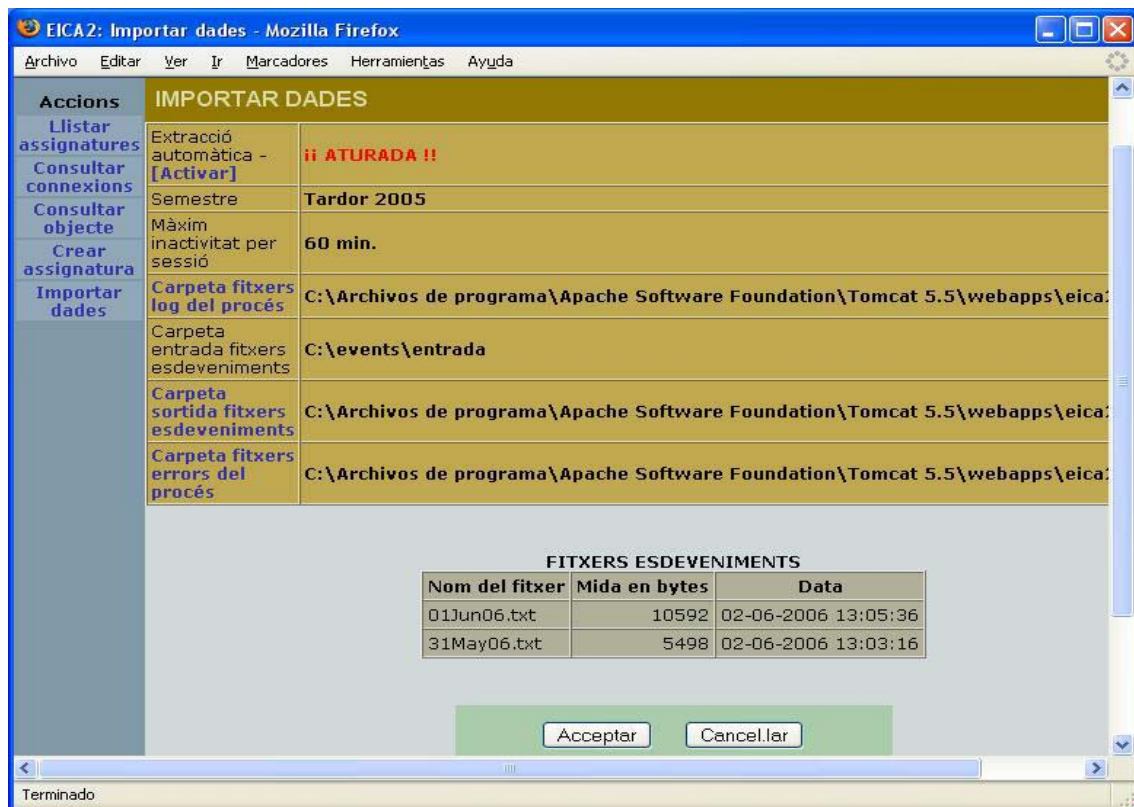 EICA2: Importar dades - Mozilla Firefox
Archivo Editar Ver Ir Marcadores Herramientas Ayuda
Accions
Llistar
assignatures
Consultar
connexions
Consultar
objecte
Crear
assignatura
Importar
dades
IMPORTAR DADES
Extracció
automàtica -
[Activar]
¡¡ ATURADA !!
Semestre
Tardor 2005
Màxim
inactivitat per
sessió
60 min.
Carpeta fitxers
log del procés
C:\Archivos de programa\Apache Software Foundation\Tomcat 5.5\webapps\eica
Carpeta
entrada fitxers
esdeveniments
C:\events\entrada
Carpeta
sortida fitxers
esdeveniments
C:\Archivos de programa\Apache Software Foundation\Tomcat 5.5\webapps\eica
Carpeta fitxers
errors del
procés
C:\Archivos de programa\Apache Software Foundation\Tomcat 5.5\webapps\eica
FITXERS ESDEVENIMENTS
Nom del fitxer Mida en bytes Data
01Jun06.txt 10592 02-06-2006 13:05:36
31May06.txt 5498 02-06-2006 13:03:16
Acceptar Cancel.lar
Terminado